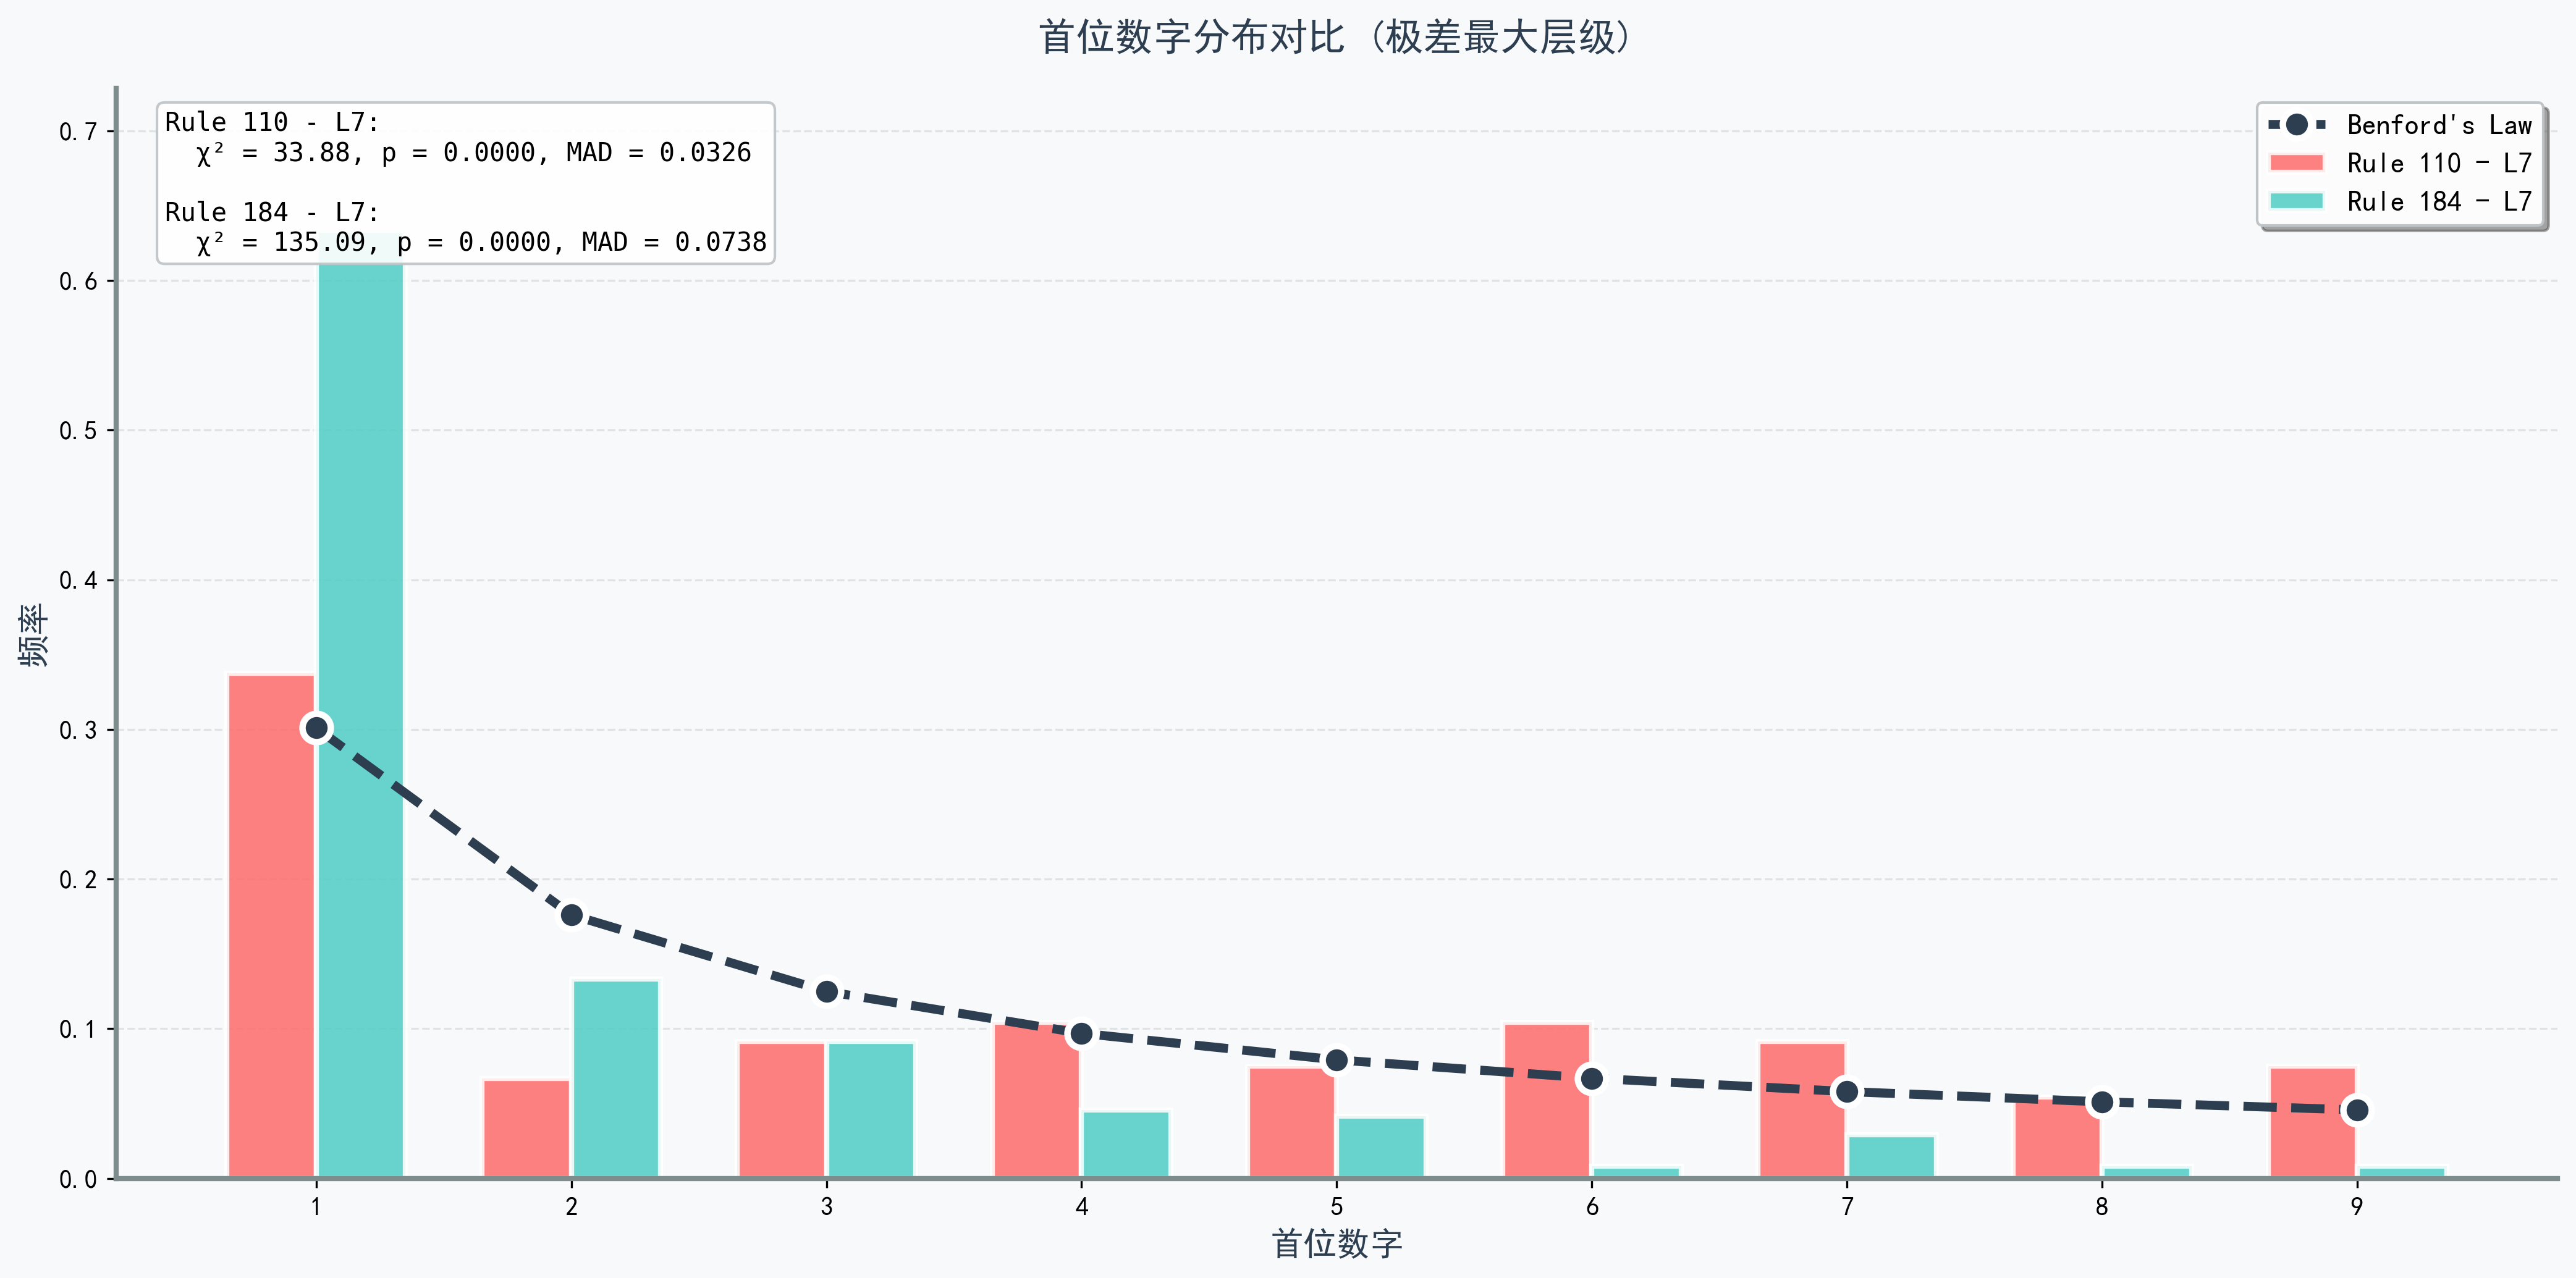 首位数字分布对比 (极差最大层级)
Rule 110 - L7:
χ² = 33.88, p = 0.0000, MAD = 0.0326
Rule 184 - L7:
χ² = 135.09, p = 0.0000, MAD = 0.0738
Benford's Law
Rule 110 - L7
Rule 184 - L7
频率
0.7
0.6
0.5
0.4
0.3
0.2
0.1
0.0
1 2 3 4 5 6 7 8 9
首位数字